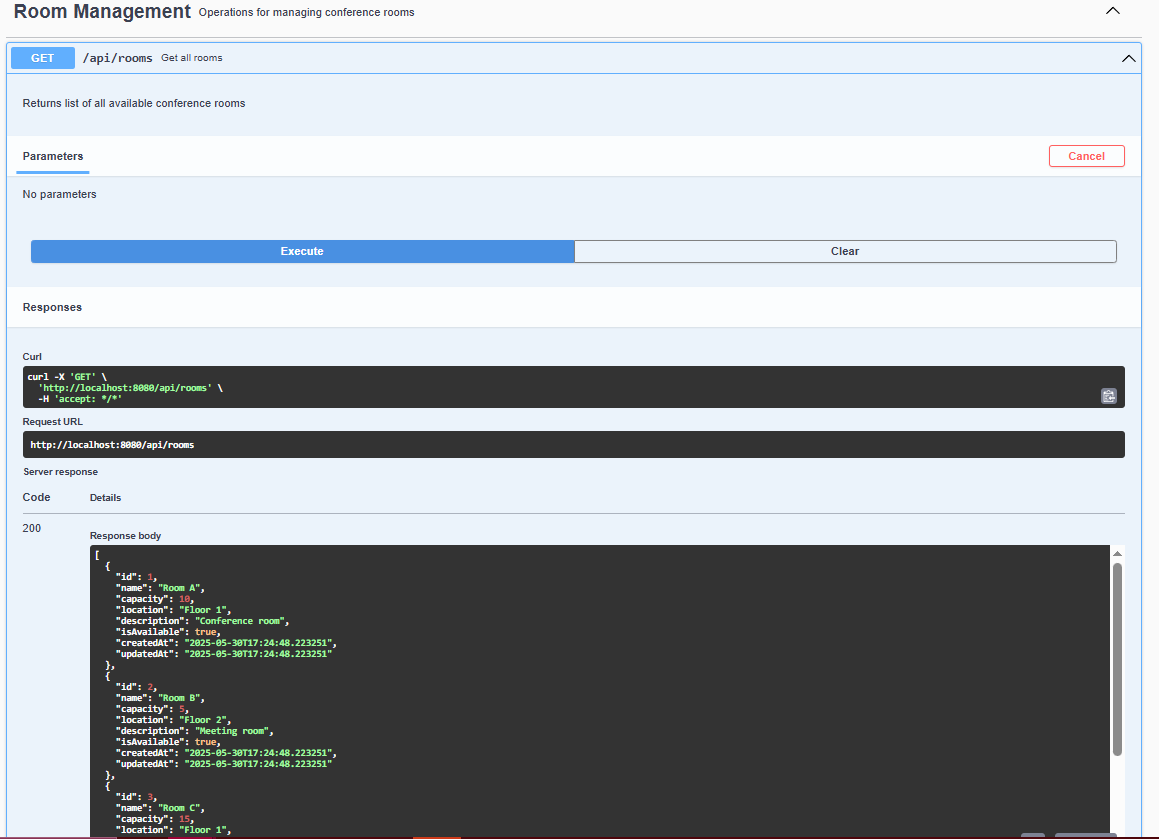 Room Management Operations for managing conference rooms
GET /api/rooms Get all rooms
Returns list of all available conference rooms
Parameters Cancel
No parameters
Execute Clear
Responses
Curl
curl -X 'GET' \
  'http://localhost:8080/api/rooms' \
  -H 'accept: */*'
Request URL
http://localhost:8080/api/rooms
Server response
Code Details
200
Response body
[
  {
    "id": 1,
    "name": "Room A",
    "capacity": 10,
    "location": "Floor 1",
    "description": "Conference room",
    "isAvailable": true,
    "createdAt": "2025-05-30T17:24:48.223251",
    "updatedAt": "2025-05-30T17:24:48.223251"
  },
  {
    "id": 2,
    "name": "Room B",
    "capacity": 5,
    "location": "Floor 2",
    "description": "Meeting room",
    "isAvailable": true,
    "createdAt": "2025-05-30T17:24:48.223251",
    "updatedAt": "2025-05-30T17:24:48.223251"
  },
  {
    "id": 3,
    "name": "Room C",
    "capacity": 15,
    "location": "Floor 1",